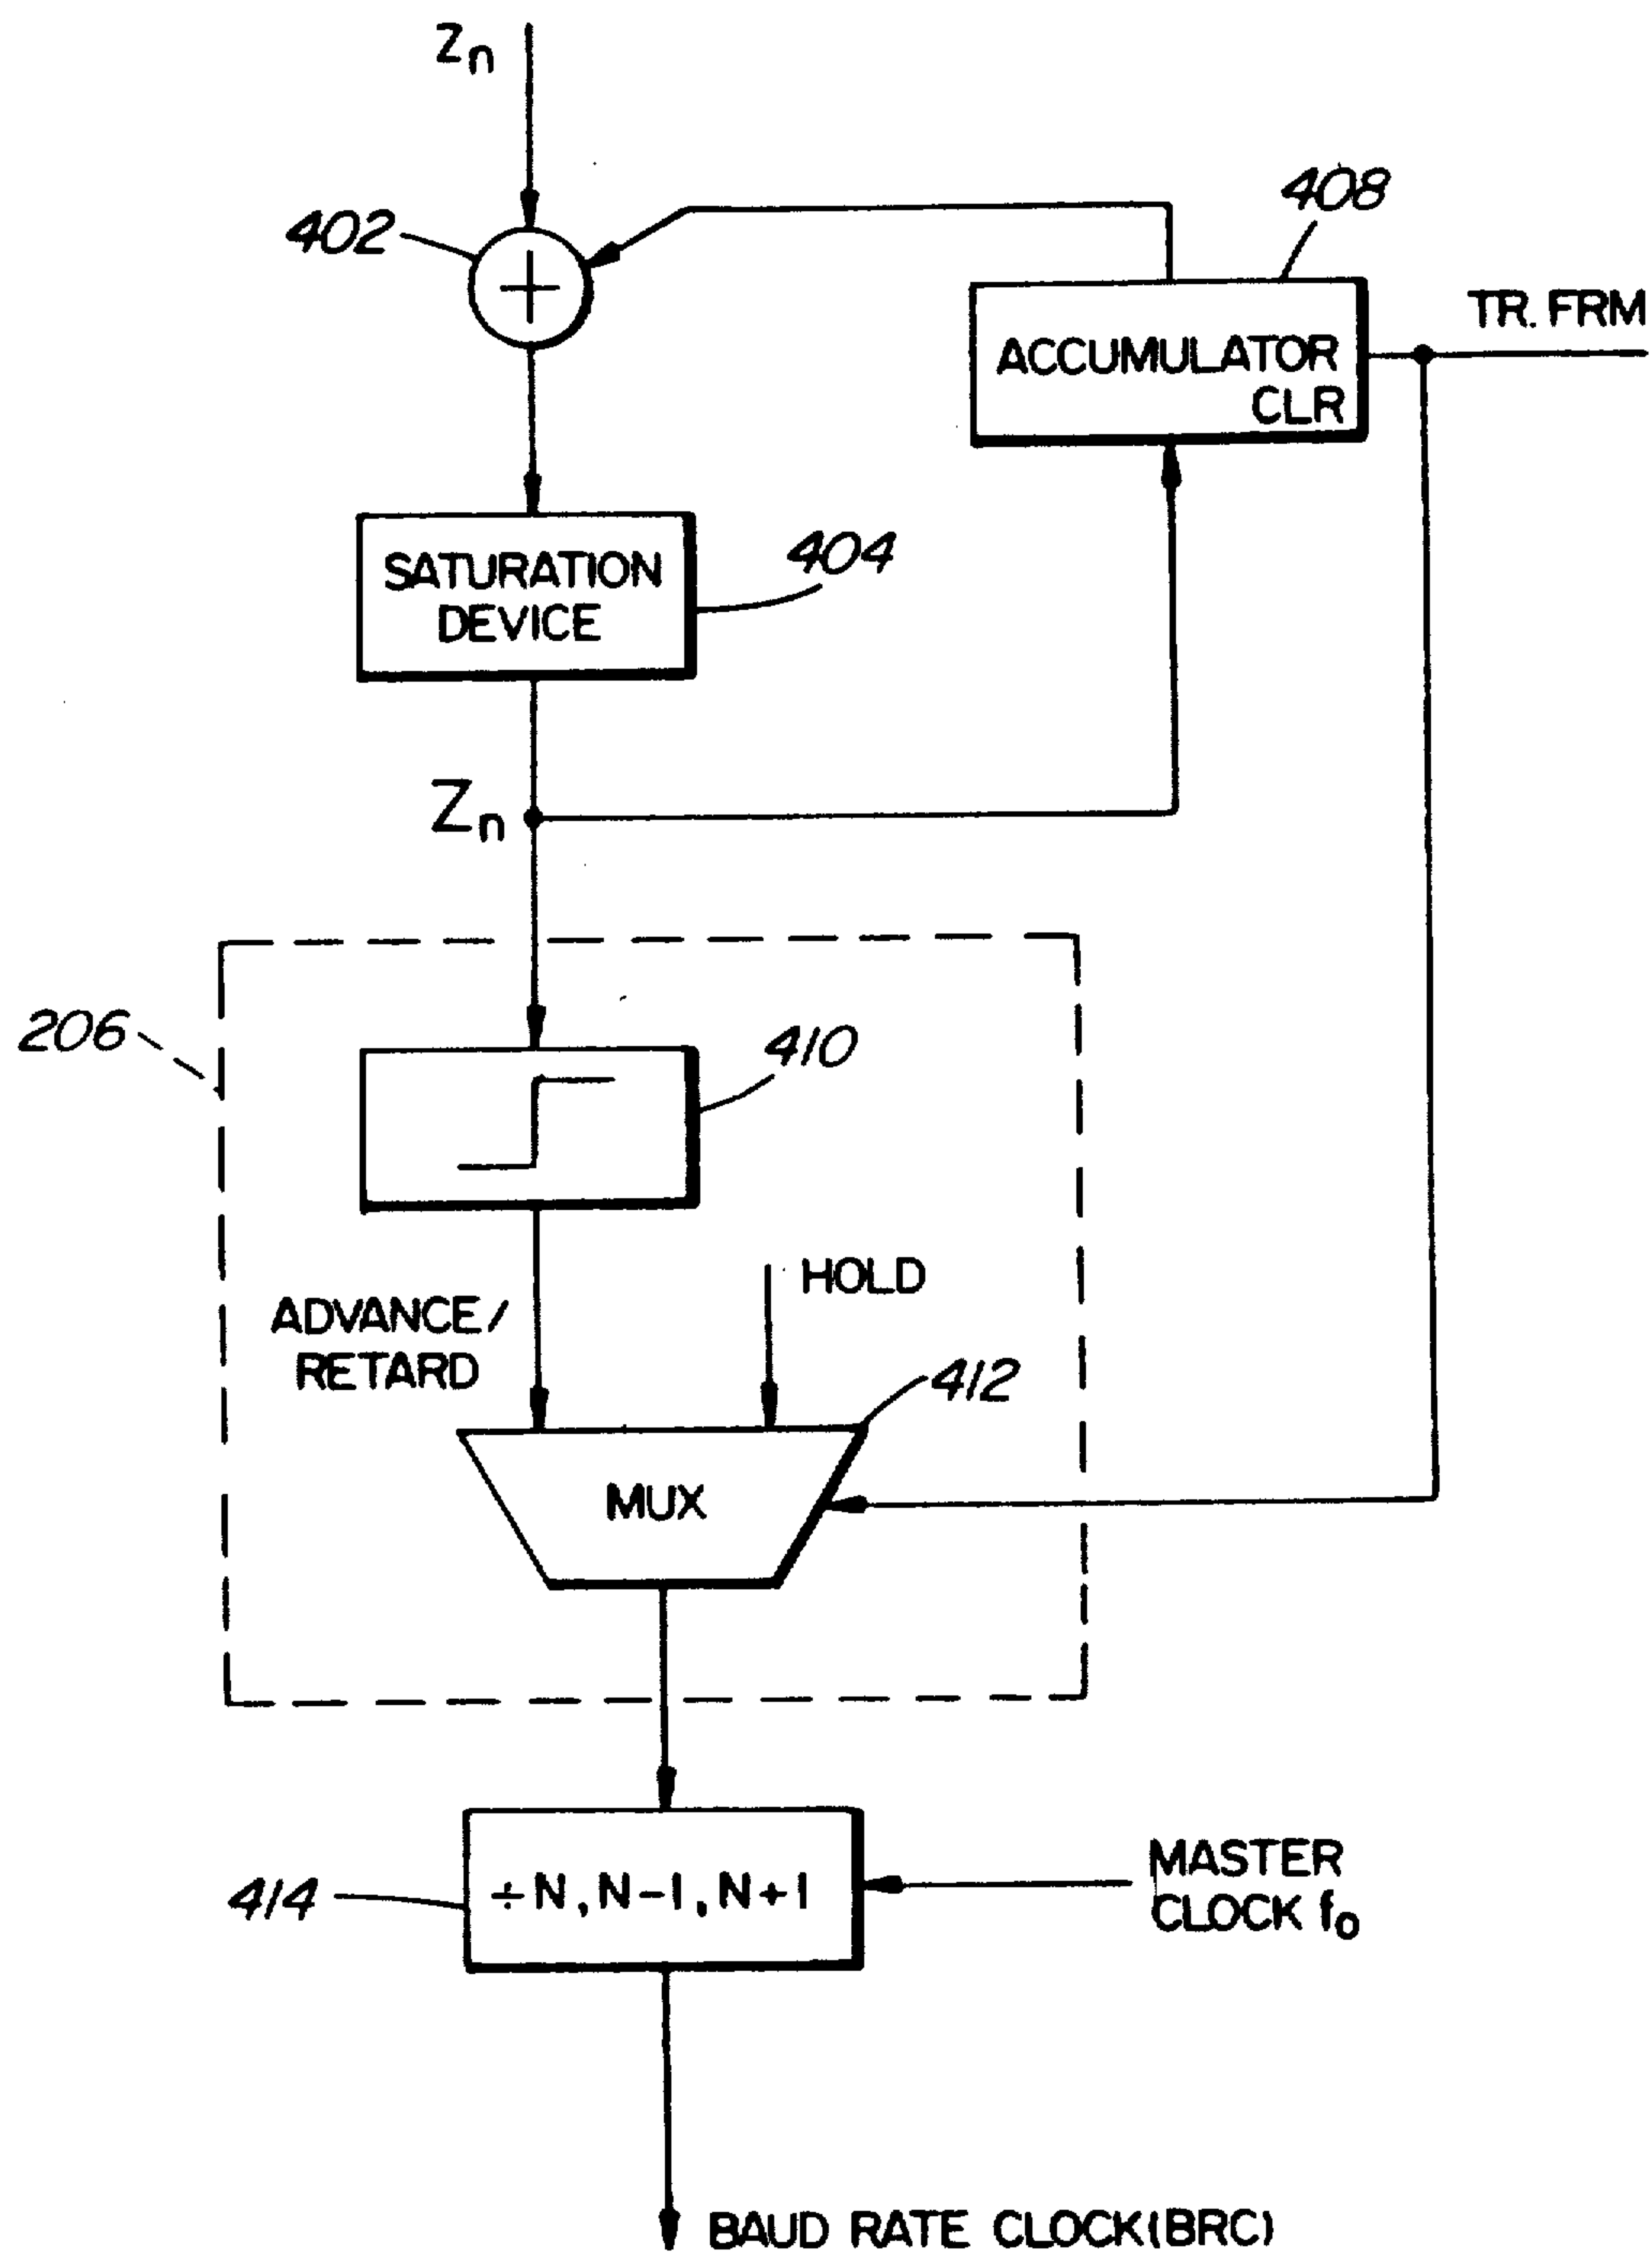 zn
402
408
TR. FRM
ACCUMULATOR
CLR
SATURATION
DEVICE
404
Zn
206
410
HOLD
ADVANCE/
RETARD
412
MUX
414
÷N, N-1, N+1
MASTER
CLOCK fo
BAUD RATE CLOCK(BRC)